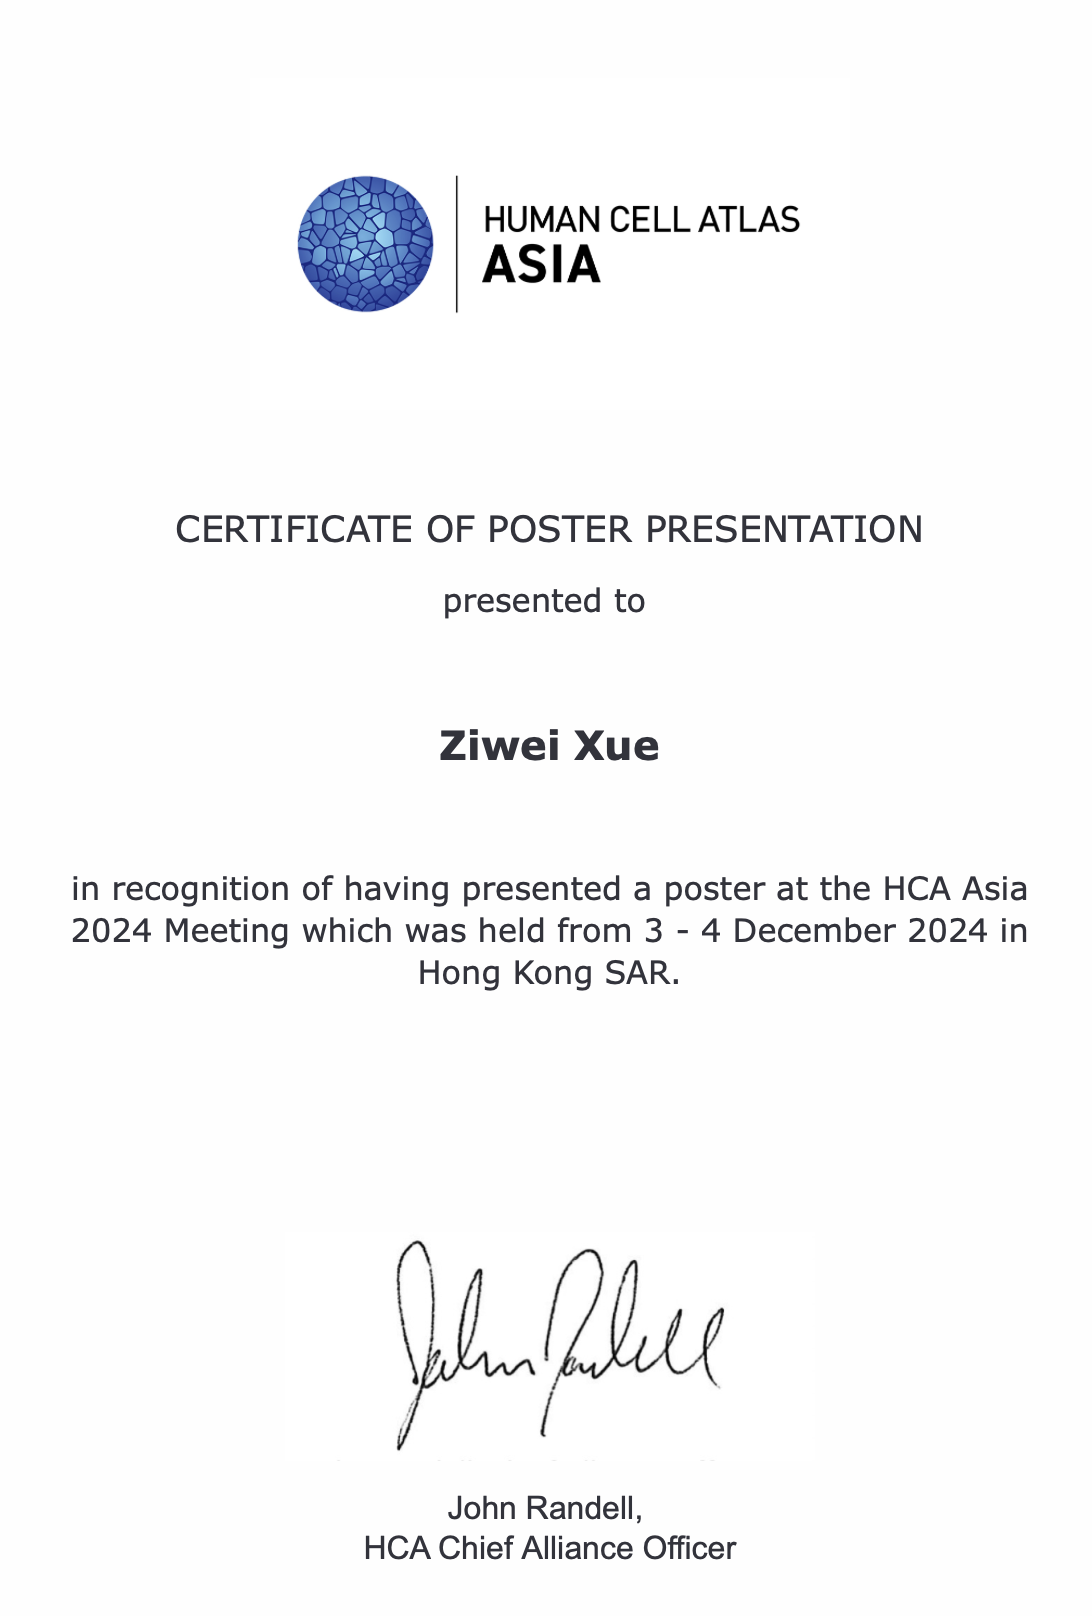 HUMAN CELL ATLAS
ASIA
CERTIFICATE OF POSTER PRESENTATION
presented to
Ziwei Xue
in recognition of having presented a poster at the HCA Asia
2024 Meeting which was held from 3 - 4 December 2024 in
Hong Kong SAR.
John Randell
John Randell,
HCA Chief Alliance Officer